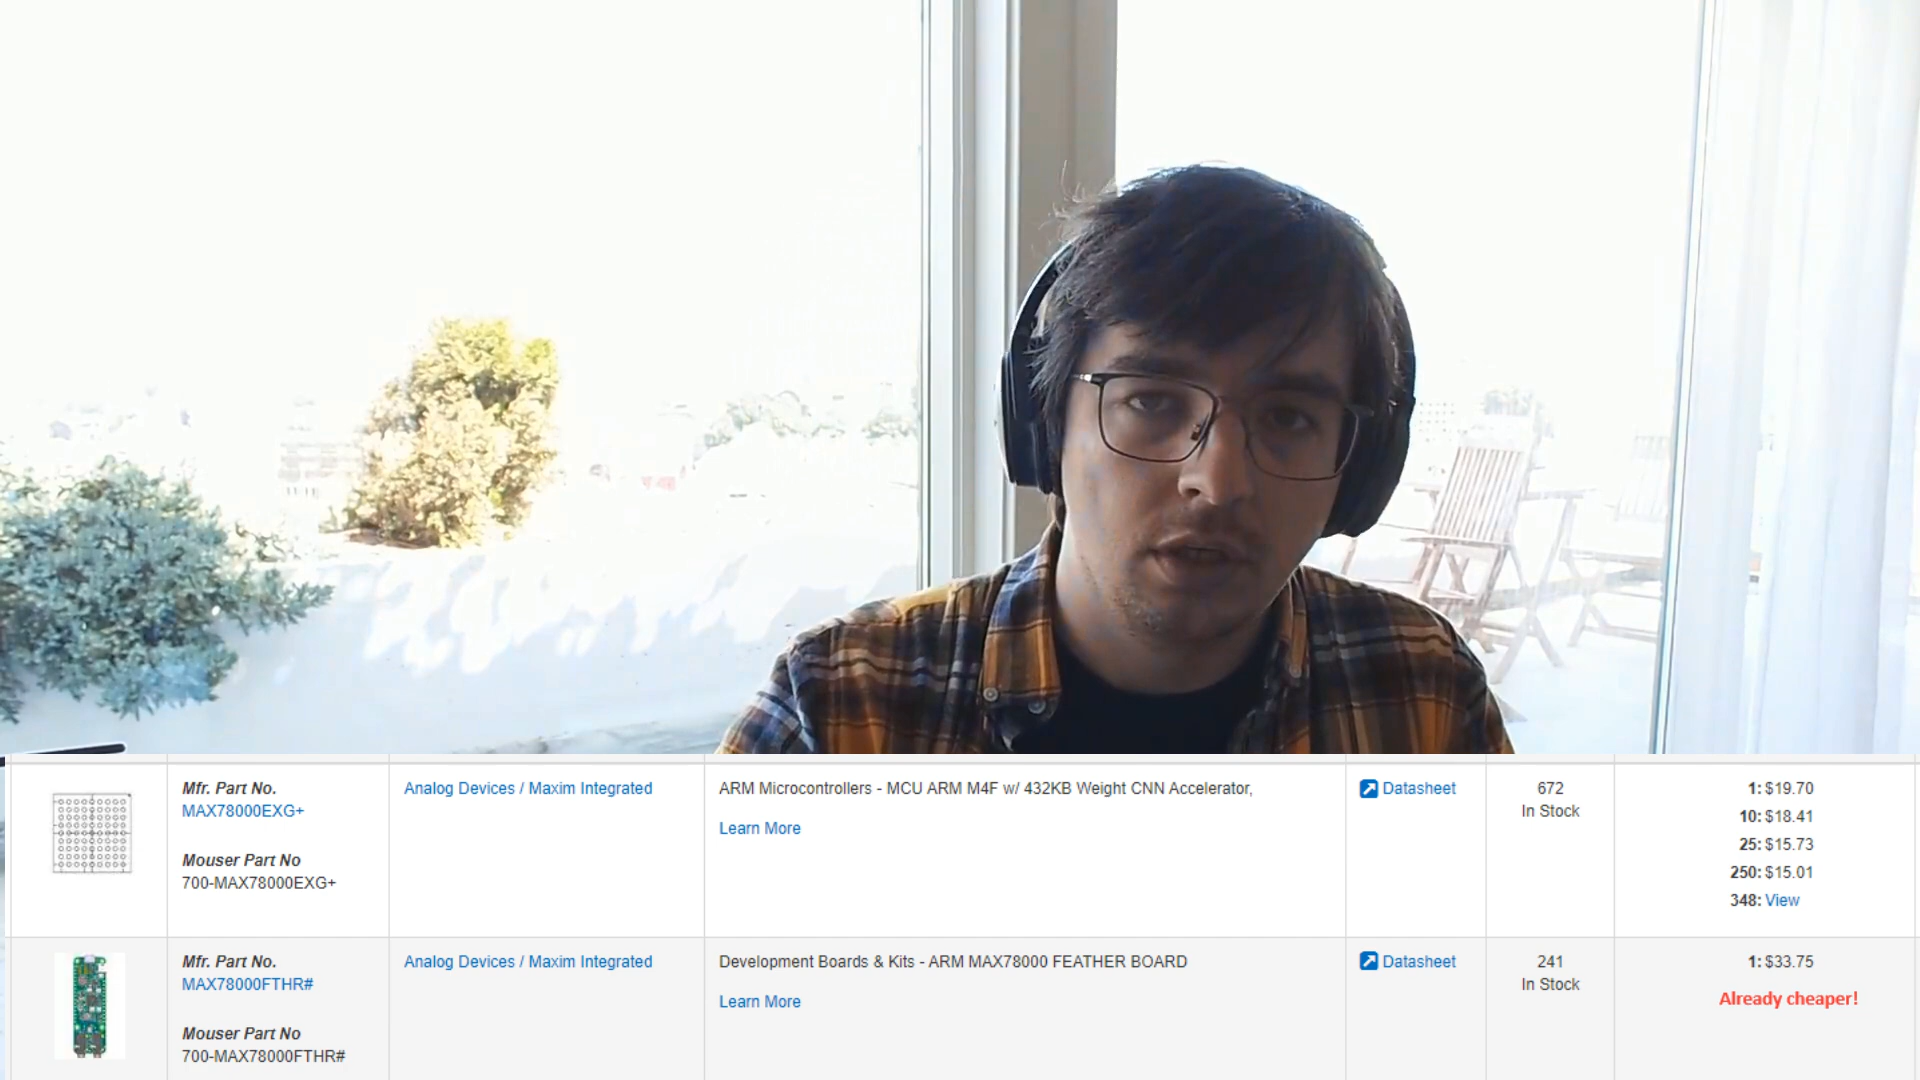 Mfr. Part No.
MAX78000EXG+
Mouser Part No
700-MAX78000EXG+
Analog Devices / Maxim Integrated
ARM Microcontrollers - MCU ARM M4F w/ 432KB Weight CNN Accelerator,
Learn More
Datasheet
672
In Stock
1: $19.70
10: $18.41
25: $15.73
250: $15.01
348: View
Mfr. Part No.
MAX78000FTHR#
Mouser Part No
700-MAX78000FTHR#
Analog Devices / Maxim Integrated
Development Boards & Kits - ARM MAX78000 FEATHER BOARD
Learn More
Datasheet
241
In Stock
1: $33.75
Already cheaper!